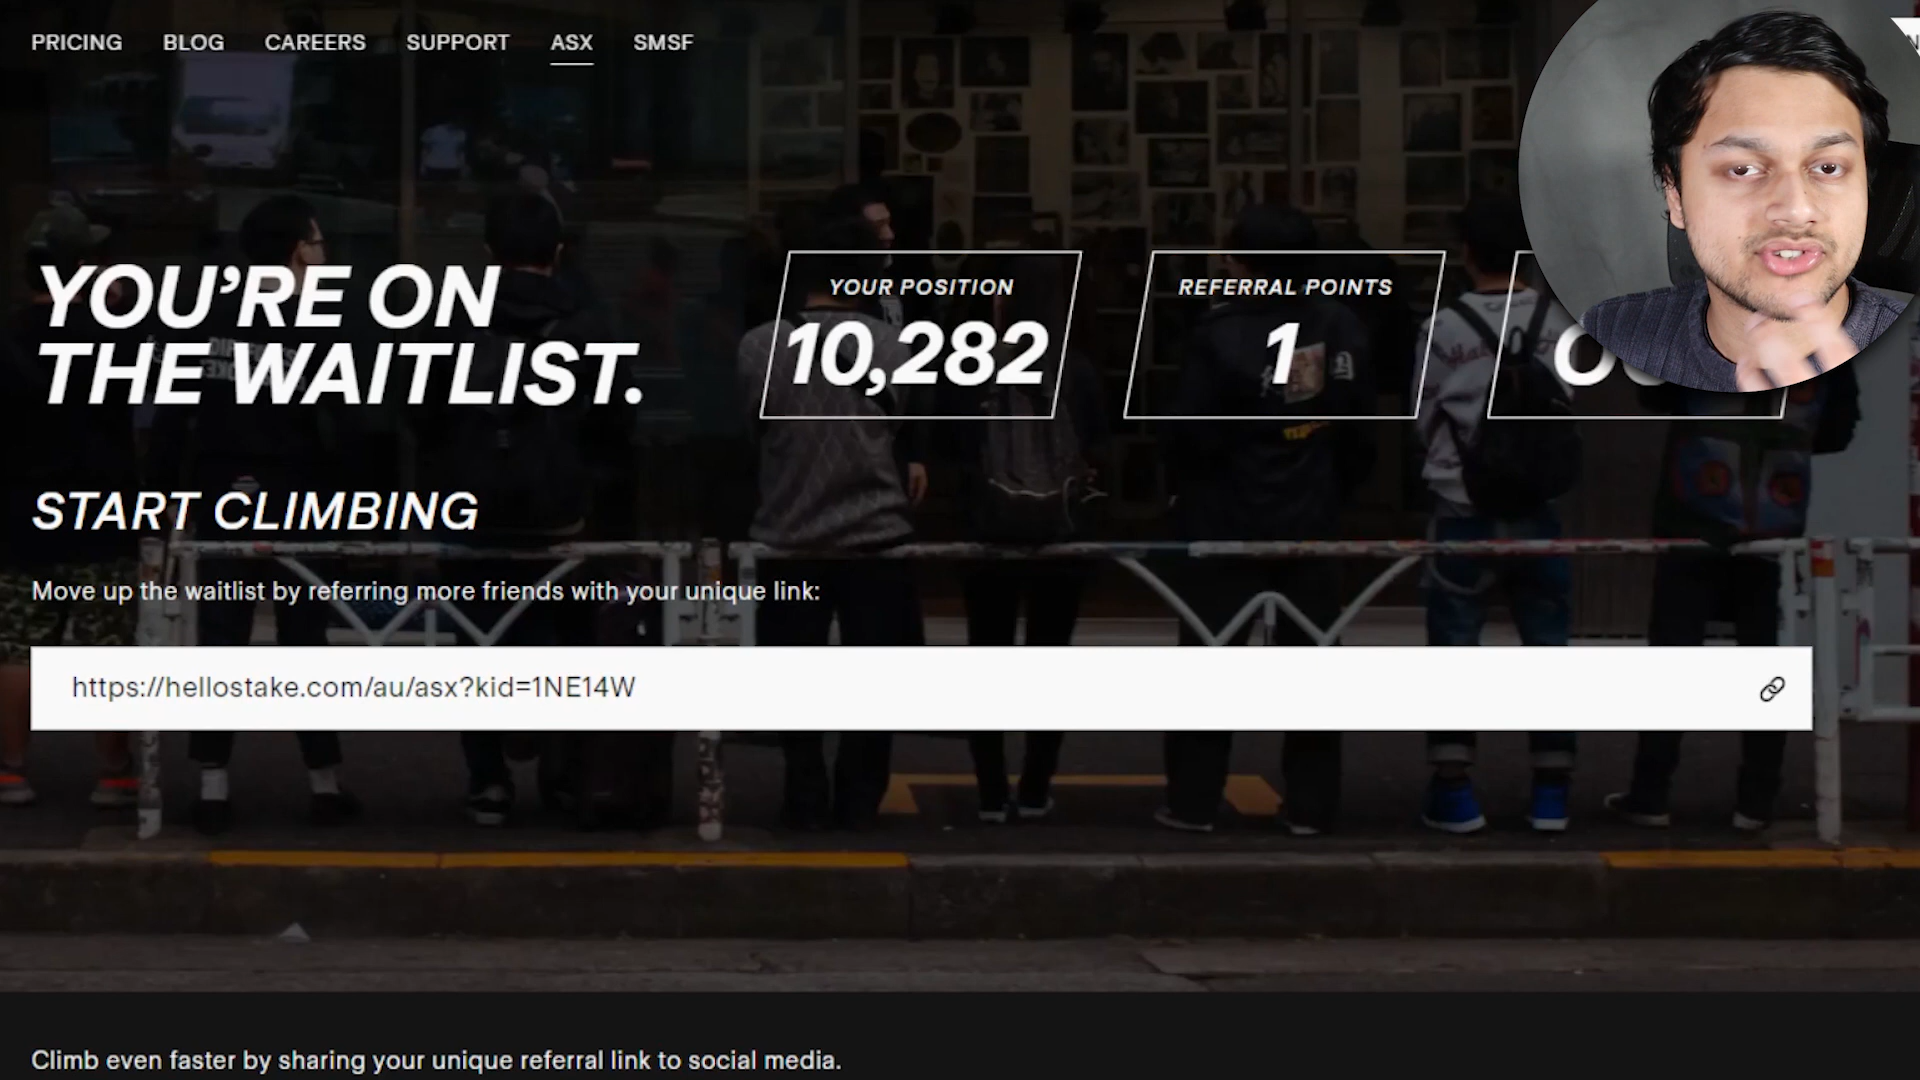 PRICING BLOG CAREERS SUPPORT ASX SMSF
YOU'RE ON
THE WAITLIST.
YOUR POSITION
10,282
REFERRAL POINTS
1
START CLIMBING
Move up the waitlist by referring more friends with your unique link:
https://hellostake.com/au/asx?kid=1NE14W
Climb even faster by sharing your unique referral link to social media.